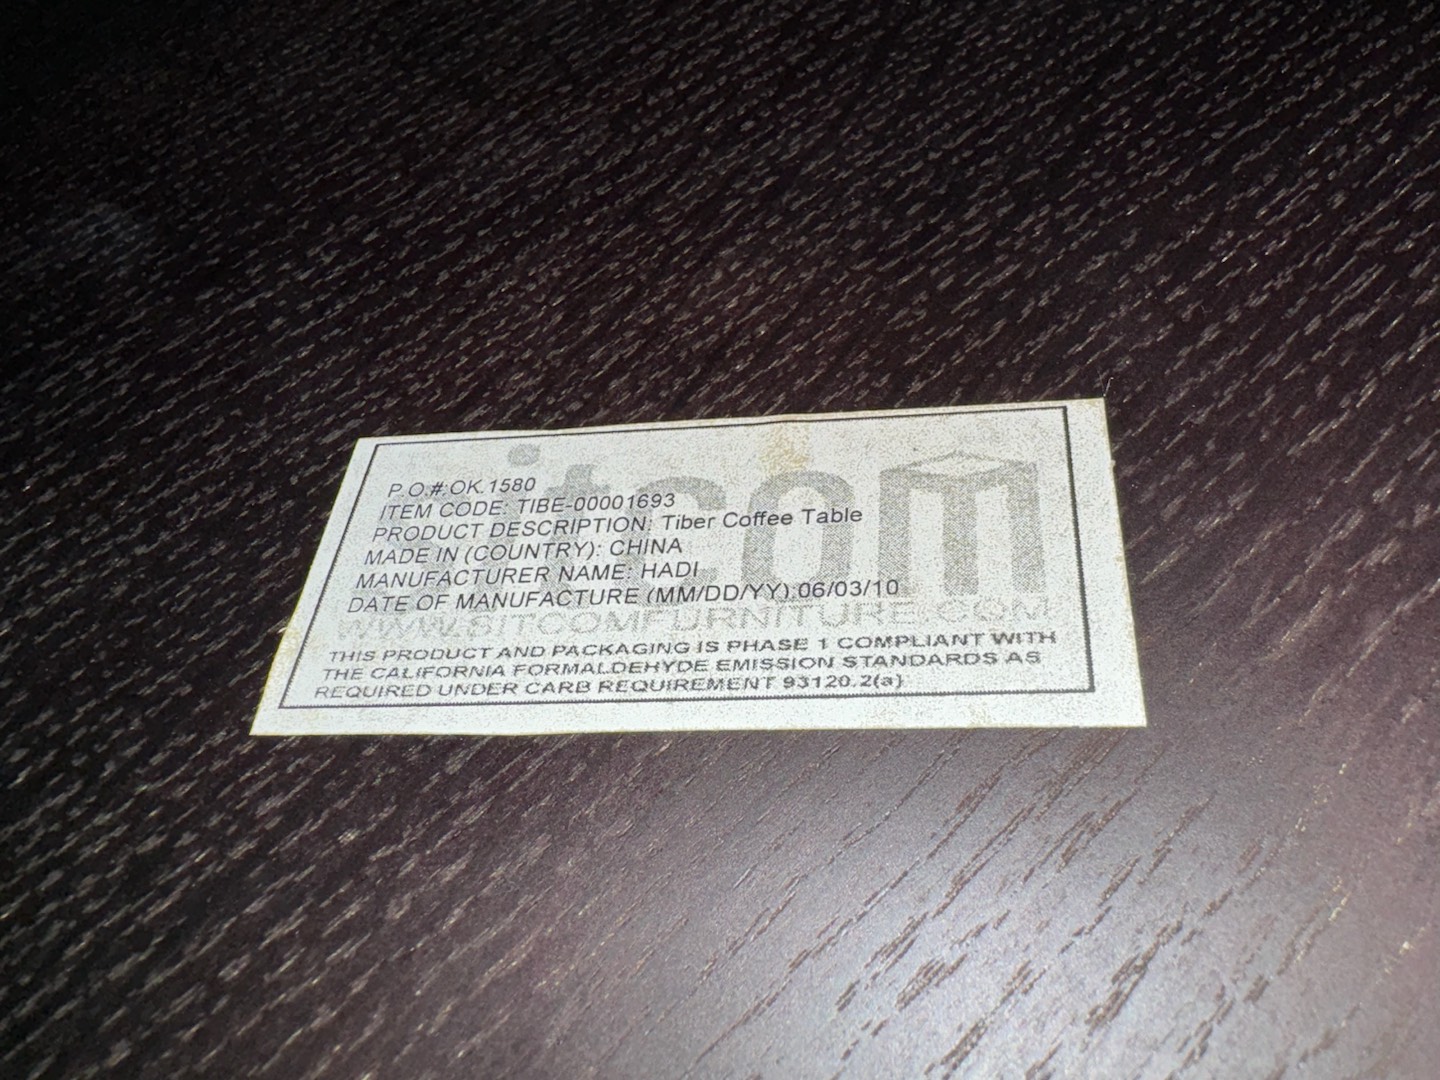 sitcom
P.O.#:OK.1580
ITEM CODE: TIBE-00001693
PRODUCT DESCRIPTION: Tiber Coffee Table
MADE IN (COUNTRY): CHINA
MANUFACTURER NAME: HADI
DATE OF MANUFACTURE (MM/DD/YY):06/03/10
WWW.SITCOMFURNITURE.COM
THIS PRODUCT AND PACKAGING IS PHASE 1 COMPLIANT WITH
THE CALIFORNIA FORMALDEHYDE EMISSION STANDARDS AS
REQUIRED UNDER CARB REQUIREMENT 93120.2(a)